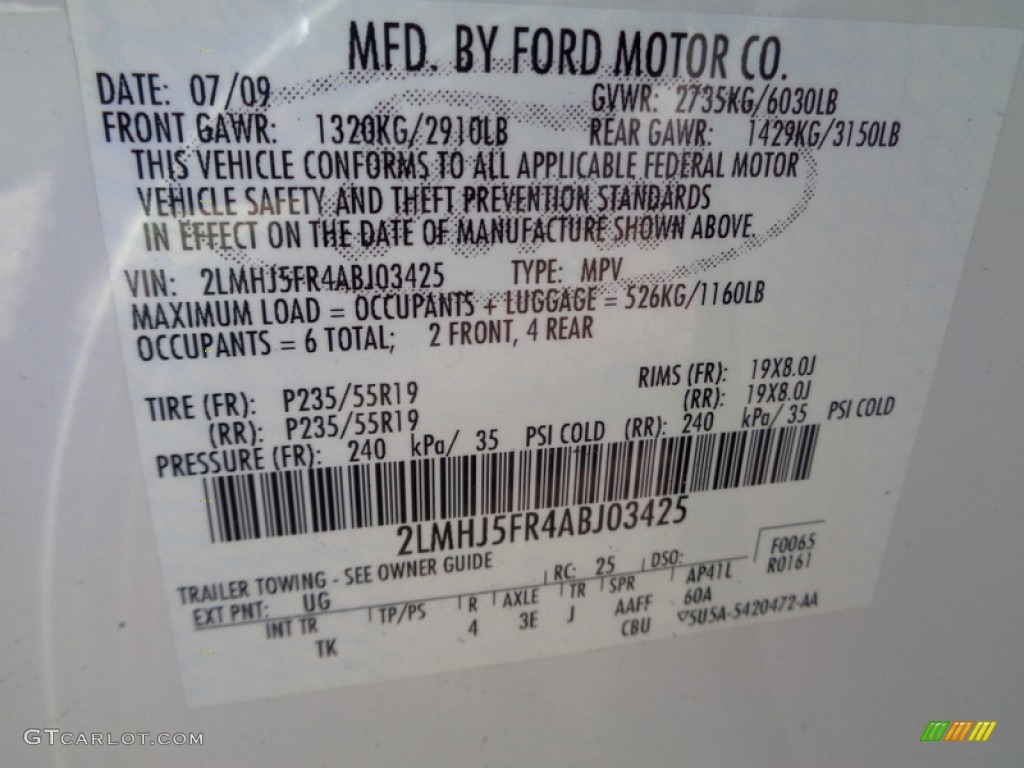 MFD. BY FORD MOTOR CO.
DATE: 07/09 GVWR: 2735KG/6030LB
FRONT GAWR: 1320KG/2910LB REAR GAWR: 1429KG/3150LB
THIS VEHICLE CONFORMS TO ALL APPLICABLE FEDERAL MOTOR
VEHICLE SAFETY AND THEFT PREVENTION STANDARDS
IN EFFECT ON THE DATE OF MANUFACTURE SHOWN ABOVE.
VIN: 2LMHJ5FR4ABJ03425 TYPE: MPV
MAXIMUM LOAD = OCCUPANTS + LUGGAGE = 526KG/1160LB
OCCUPANTS = 6 TOTAL; 2 FRONT, 4 REAR
TIRE (FR): P235/55R19 RIMS (FR): 19X8.0J
(RR): P235/55R19 (RR): 19X8.0J
PRESSURE (FR): 240 kPa/ 35 PSI COLD (RR): 240 kPa/ 35 PSI COLD
2LMHJ5FR4ABJ03425
TRAILER TOWING - SEE OWNER GUIDE
RC: 25 DSO: F0065
EXT PNT: UG AP41L R0161
INT TR TP/PS R AXLE TR SPR 60A
TK 4 3E J AAFF
CBU ▽5U5A-5420472-AA
GTCARLOT.COM